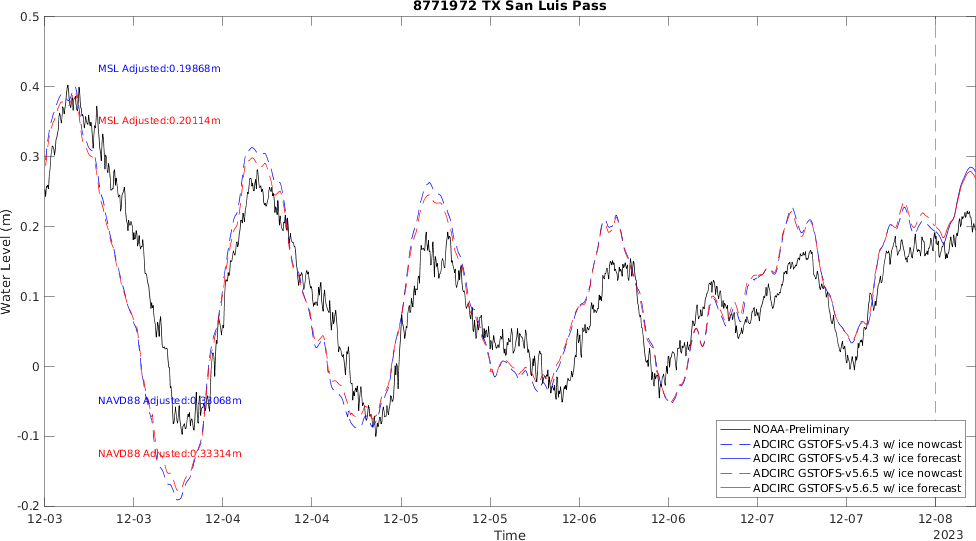 8771972 TX San Luis Pass
0.5
0.4
0.3
0.2
0.1
0
-0.1
-0.2
Water Level (m)
MSL Adjusted:0.19868m
MSL Adjusted:0.20114m
NAVD88 Adjusted:0.33068m
NAVD88 Adjusted:0.33314m
NOAA-Preliminary
ADCIRC GSTOFS-v5.4.3 w/ ice nowcast
ADCIRC GSTOFS-v5.4.3 w/ ice forecast
ADCIRC GSTOFS-v5.6.5 w/ ice nowcast
ADCIRC GSTOFS-v5.6.5 w/ ice forecast
12-03 12-03 12-04 12-04 12-05 12-05 12-06 12-06 12-07 12-07 12-08
Time
2023